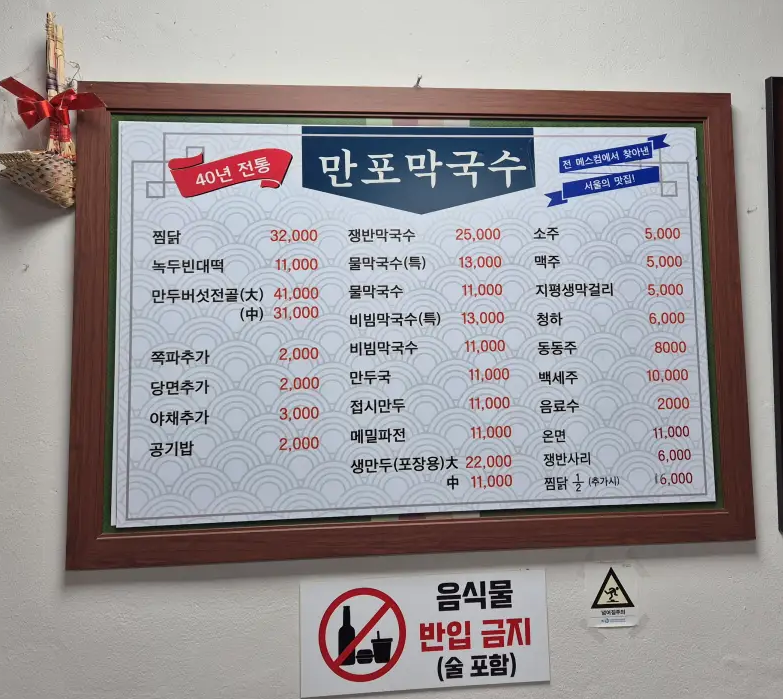 40년 전통
만포막국수
전 메스컴에서 찾아낸
서울의 맛집!
찜닭 32,000
녹두빈대떡 11,000
만두버섯전골(大) 41,000
(中) 31,000
쪽파추가 2,000
당면추가 2,000
야채추가 3,000
공기밥 2,000
쟁반막국수 25,000
물막국수(특) 13,000
물막국수 11,000
비빔막국수(특) 13,000
비빔막국수 11,000
만두국 11,000
접시만두 11,000
메밀파전 11,000
생만두(포장용)大 22,000
中 11,000
소주 5,000
맥주 5,000
지평생막걸리 5,000
청하 6,000
동동주 8000
백세주 10,000
음료수 2000
온면 11,000
쟁반사리 6,000
찜닭 1/2 (추가시) 16,000
음식물
반입 금지
(술 포함)
넘어짐주의